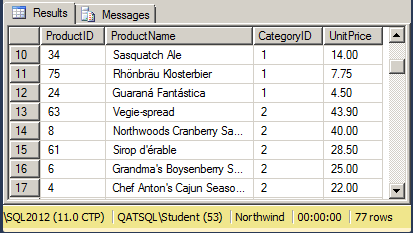 Results Messages
ProductID ProductName CategoryID UnitPrice
10 34 Sasquatch Ale 1 14.00
11 75 Rhönbräu Klosterbier 1 7.75
12 24 Guaraná Fantástica 1 4.50
13 63 Vegie-spread 2 43.90
14 8 Northwoods Cranberry Sa... 2 40.00
15 61 Sirop d'érable 2 28.50
16 6 Grandma's Boysenberry S... 2 25.00
17 4 Chef Anton's Cajun Seaso... 2 22.00
\SQL2012 (11.0 CTP) QATSQL\Student (53) Northwind 00:00:00 77 rows